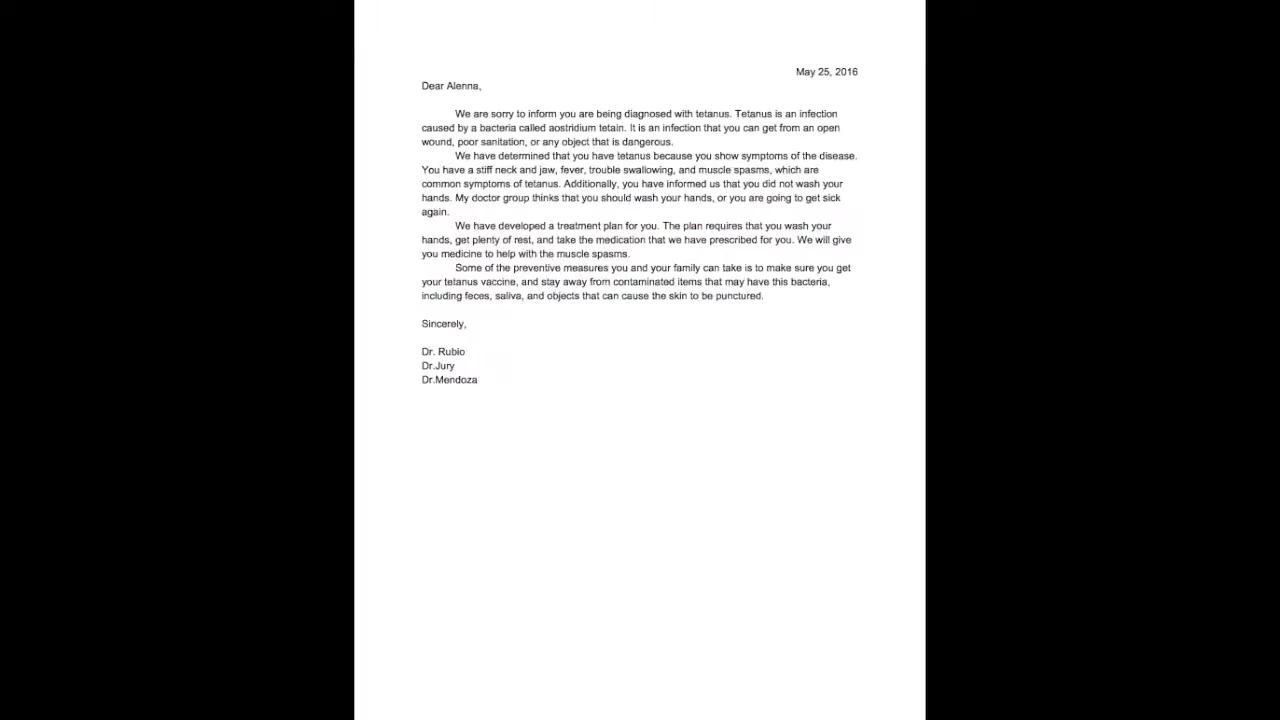 May 25, 2016
Dear Alenna,
We are sorry to inform you are being diagnosed with tetanus. Tetanus is an infection
caused by a bacteria called aostridium tetain. It is an infection that you can get from an open
wound, poor sanitation, or any object that is dangerous.
We have determined that you have tetanus because you show symptoms of the disease.
You have a stiff neck and jaw, fever, trouble swallowing, and muscle spasms, which are
common symptoms of tetanus. Additionally, you have informed us that you did not wash your
hands. My doctor group thinks that you should wash your hands, or you are going to get sick
again.
We have developed a treatment plan for you. The plan requires that you wash your
hands, get plenty of rest, and take the medication that we have prescribed for you. We will give
you medicine to help with the muscle spasms.
Some of the preventive measures you and your family can take is to make sure you get
your tetanus vaccine, and stay away from contaminated items that may have this bacteria,
including feces, saliva, and objects that can cause the skin to be punctured.
Sincerely,
Dr. Rubio
Dr.Jury
Dr.Mendoza